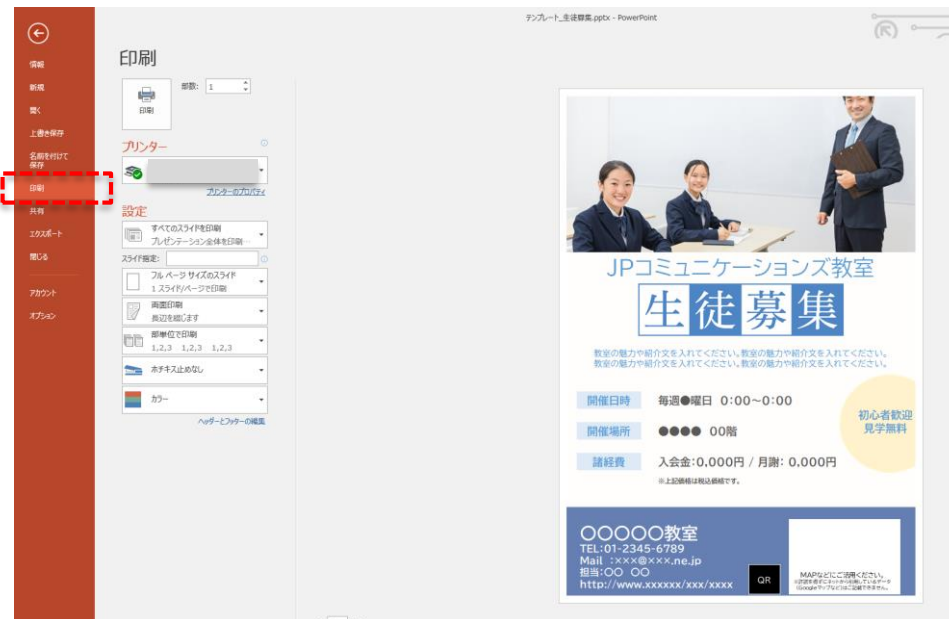 テンプレート_生徒募集.pptx - PowerPoint
情報
新規
開く
上書き保存
名前を付けて
保存
印刷
共有
エクスポート
閉じる
アカウント
オプション
印刷
部数: 1
印刷
プリンター
プリンターのプロパティ
設定
すべてのスライドを印刷
プレゼンテーション全体を印刷…
スライド指定:
フル ページ サイズのスライド
1 スライド/ページで印刷
両面印刷
長辺を綴じます
部単位で印刷
1,2,3 1,2,3 1,2,3
ホチキス止めなし
カラー
ヘッダーとフッターの編集
JPコミュニケーションズ教室
生徒募集
教室の魅力や紹介文を入れてください。教室の魅力や紹介文を入れてください。
教室の魅力や紹介文を入れてください。教室の魅力や紹介文を入れてください。
開催日時 毎週●曜日 0:00~0:00
開催場所 ●●●● 00階
諸経費 入会金:0,000円 / 月謝: 0,000円
※上記価格は税込価格です。
初心者歓迎
見学無料
〇〇〇〇〇教室
TEL:01-2345-6789
Mail :×××@×××.ne.jp
担当:〇〇 〇〇
http://www.xxxxxx/xxx/xxxx
QR
MAPなどにご活用ください。